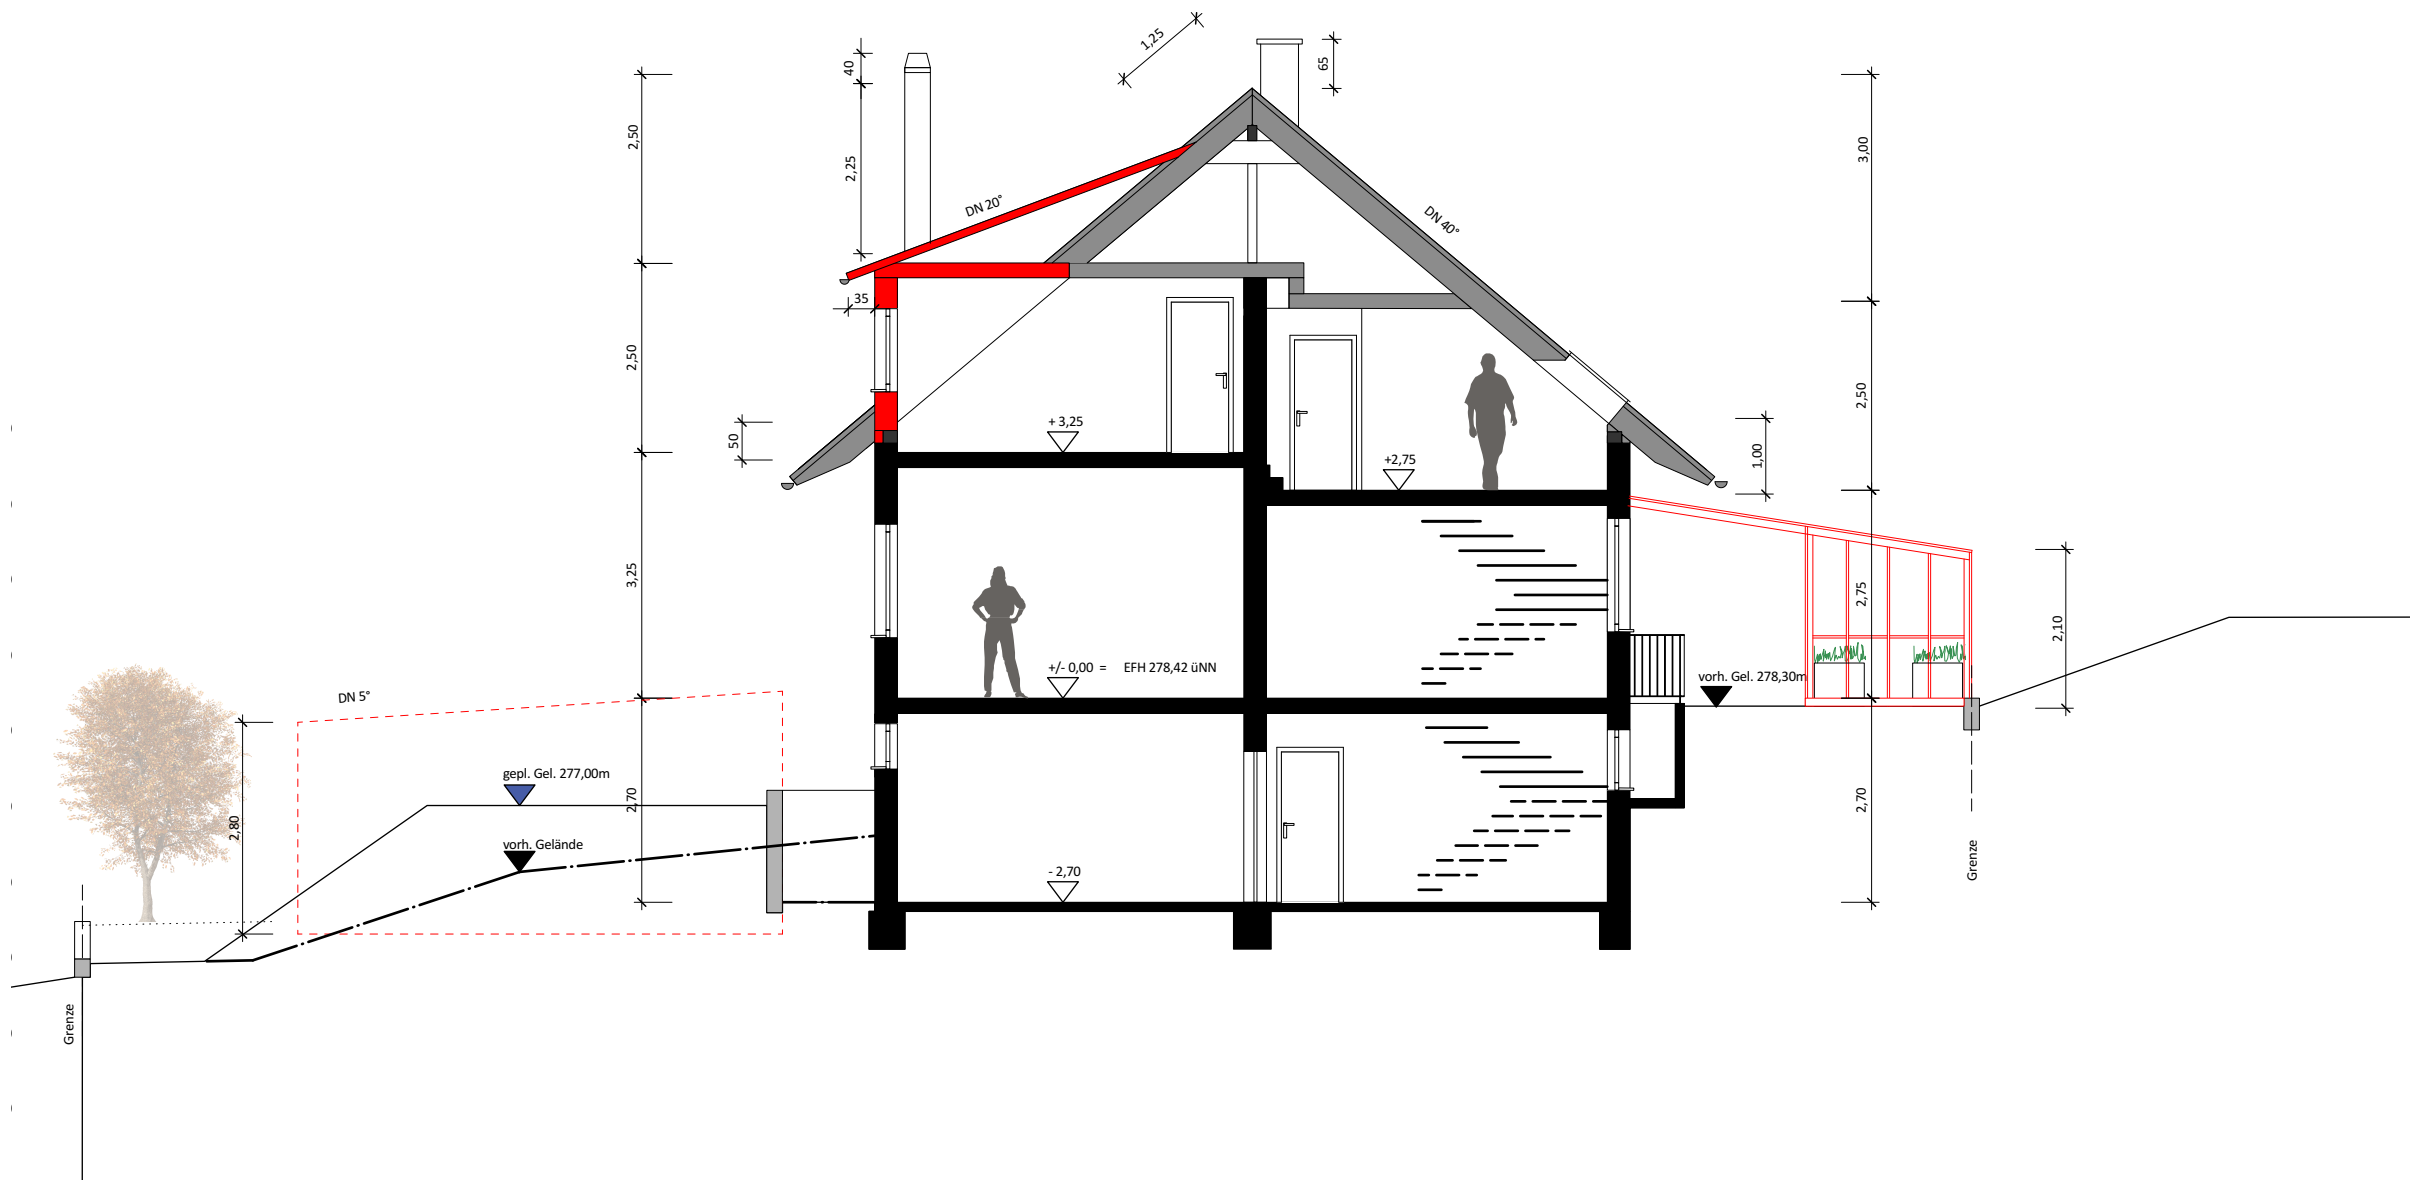 1,25
40
65
2,50
2,25
3,00
DN 20°
DN 40°
35
2,50
2,50
50
+ 3,25
1,00
+2,75
3,25
2,75
2,10
+/- 0,00 = EFH 278,42 üNN
vorh. Gel. 278,30m
DN 5°
gepl. Gel. 277,00m
2,80
2,70
2,70
vorh. Gelände
- 2,70
Grenze
Grenze